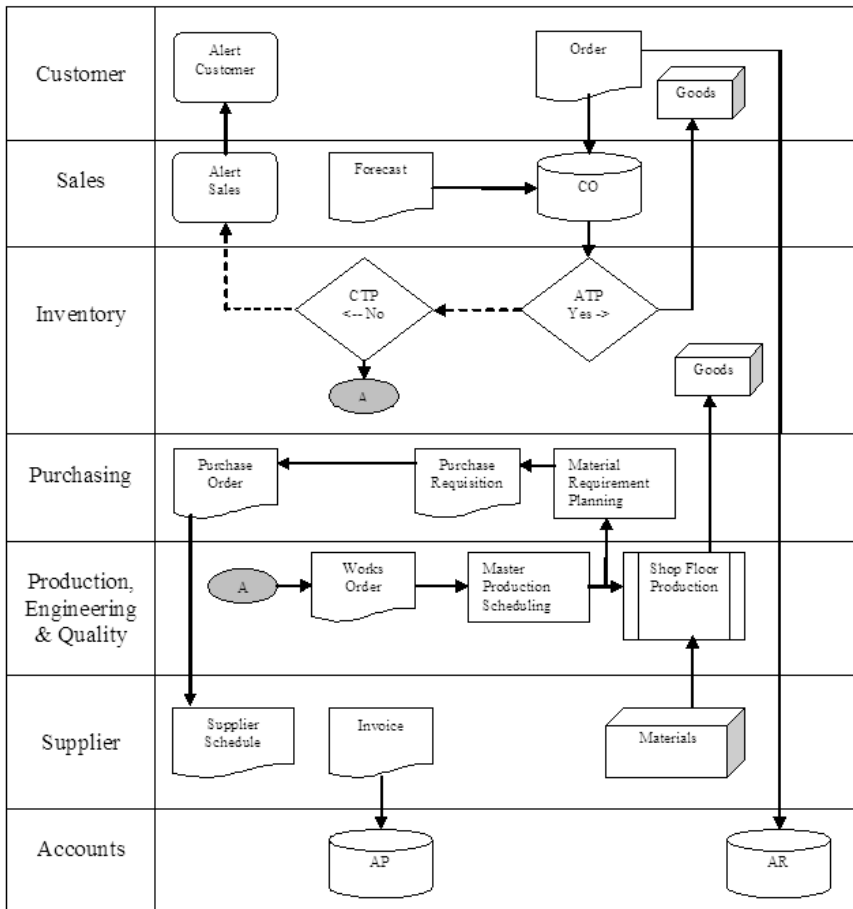 Customer
Alert
Customer
Order
Goods
Sales
Alert
Sales
Forecast
CO
Inventory
CTP
<-- No
ATP
Yes ->
A
Goods
Purchasing
Purchase
Order
Purchase
Requisition
Material
Requirement
Planning
Production,
Engineering
& Quality
A
Works
Order
Master
Production
Scheduling
Shop Floor
Production
Supplier
Supplier
Schedule
Invoice
Materials
Accounts
AP
AR